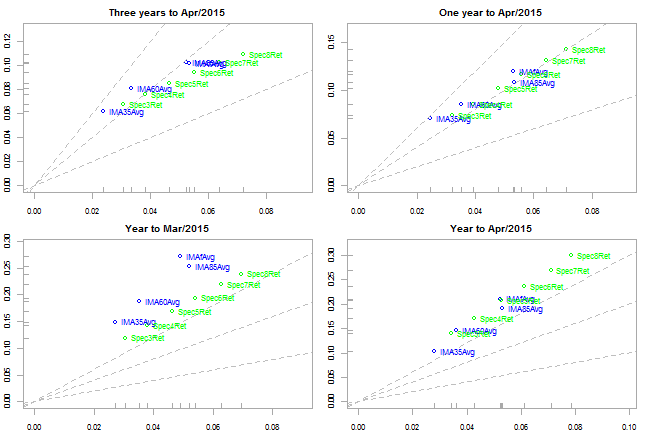 Three years to Apr/2015
0.12
0.10
0.08
0.06
0.04
0.02
0.00
Spec8Ret
IMAfAvg
Spec7Ret
Spec6Ret
Spec5Ret
IMA60Avg
Spec4Ret
Spec3Ret
IMA35Avg
0.00 0.02 0.04 0.06 0.08
One year to Apr/2015
0.15
0.10
0.05
0.00
Spec8Ret
Spec7Ret
IMAfAvg
IMA85Avg
Spec5Ret
IMA60Avg
Spec3Ret
IMA35Avg
0.00 0.02 0.04 0.06 0.08
Year to Mar/2015
0.30
0.25
0.20
0.15
0.10
0.05
0.00
IMAfAvg
IMA85Avg
Spec8Ret
Spec7Ret
Spec6Ret
IMA60Avg
Spec5Ret
IMA35Avg
Spec4Ret
Spec3Ret
0.00 0.02 0.04 0.06 0.08
Year to Apr/2015
0.30
0.25
0.20
0.15
0.10
0.05
0.00
Spec8Ret
Spec7Ret
Spec6Ret
IMAfAvg
IMA85Avg
Spec4Ret
IMA60Avg
IMA35Avg
0.00 0.02 0.04 0.06 0.08 0.10